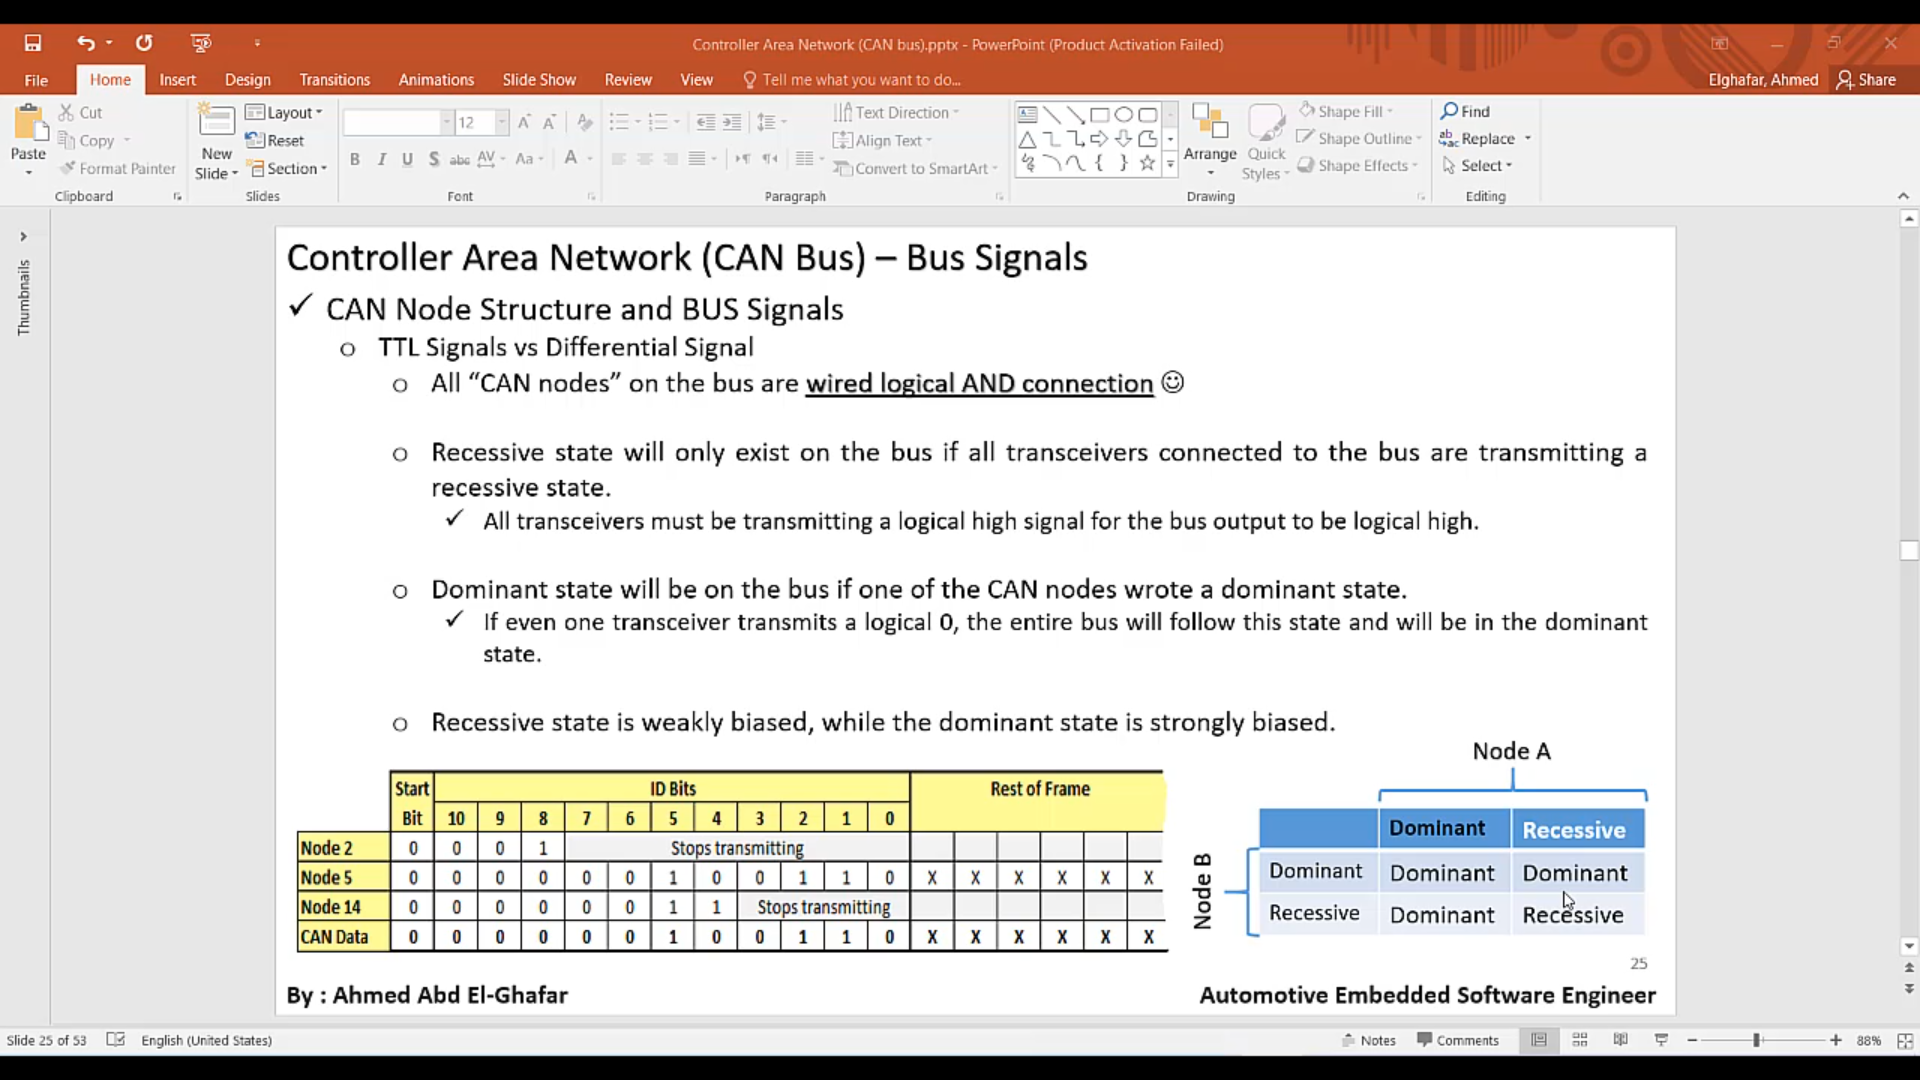 Controller Area Network (CAN bus).pptx - PowerPoint (Product Activation Failed)
File Home Insert Design Transitions Animations Slide Show Review View Tell me what you want to do... Elghafar, Ahmed Share
Paste
Cut
Copy
Format Painter
Clipboard
New Slide
Layout
Reset
Section
Slides
12
B I U S abc AV Aa A
Font
Text Direction
Align Text
Convert to SmartArt
Paragraph
Arrange
Quick Styles
Shape Fill
Shape Outline
Shape Effects
Drawing
Find
Replace
Select
Editing
Thumbnails
Controller Area Network (CAN Bus) – Bus Signals
✓ CAN Node Structure and BUS Signals
o TTL Signals vs Differential Signal
o All “CAN nodes” on the bus are wired logical AND connection ☺
o Recessive state will only exist on the bus if all transceivers connected to the bus are transmitting a
recessive state.
✓ All transceivers must be transmitting a logical high signal for the bus output to be logical high.
o Dominant state will be on the bus if one of the CAN nodes wrote a dominant state.
✓ If even one transceiver transmits a logical 0, the entire bus will follow this state and will be in the dominant
state.
o Recessive state is weakly biased, while the dominant state is strongly biased.
Start ID Bits Rest of Frame
Bit 10 9 8 7 6 5 4 3 2 1 0
Node 2 0 0 0 1 Stops transmitting
Node 5 0 0 0 0 0 0 1 0 0 1 1 0 X X X X X X
Node 14 0 0 0 0 0 0 1 1 Stops transmitting
CAN Data 0 0 0 0 0 0 1 0 0 1 1 0 X X X X X X
Node A
Node B
Dominant Recessive
Dominant Dominant Dominant
Recessive Dominant Recessive
25
By : Ahmed Abd El-Ghafar
Automotive Embedded Software Engineer
Slide 25 of 53 English (United States) Notes Comments 88%